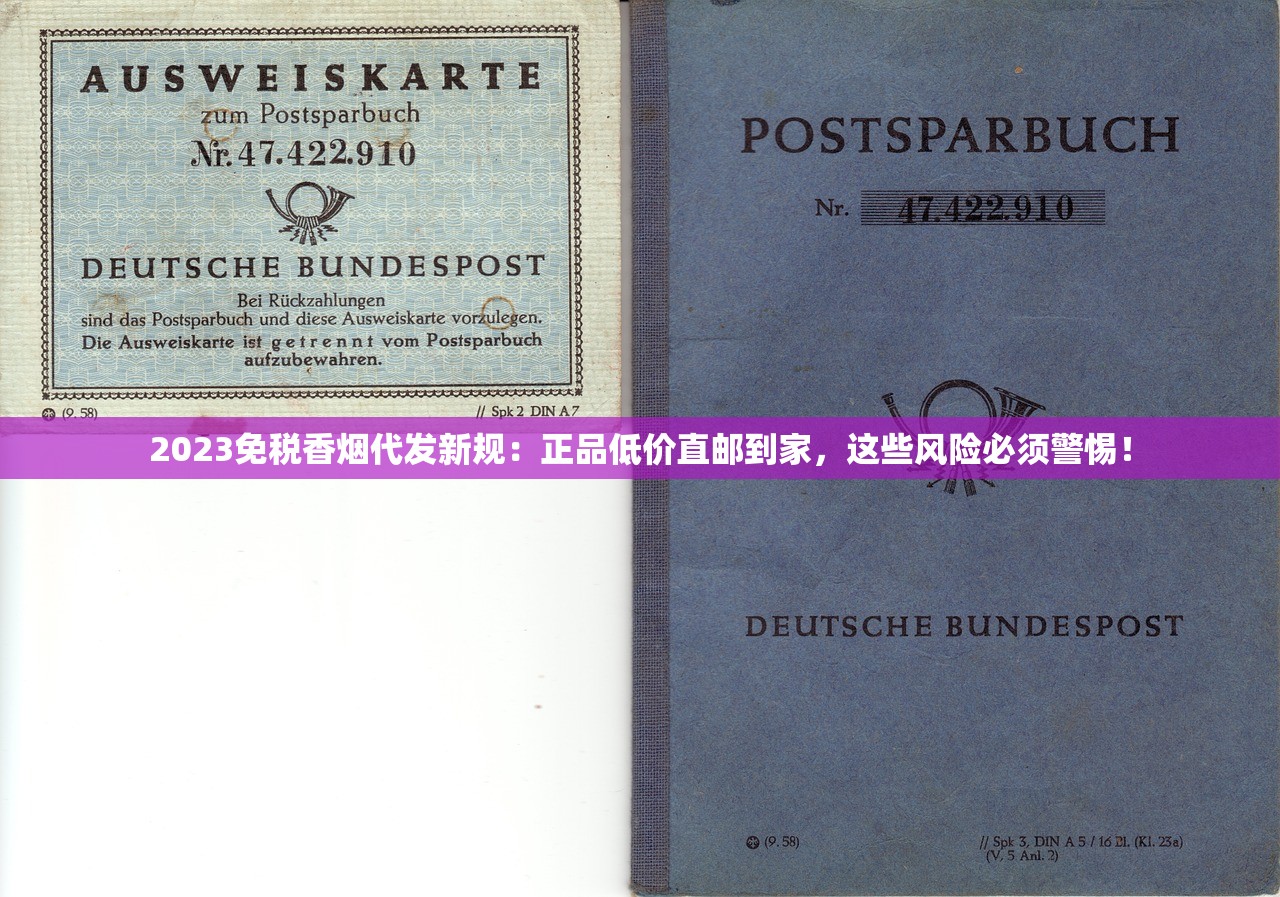 AUSWEISKARTE
zum Postsparbuch
Nr. 47.422.910
DEUTSCHE BUNDESPOST
Bei Rückzahlungen
sind das Postsparbuch und diese Ausweiskarte vorzulegen.
Die Ausweiskarte ist getrennt vom Postsparbuch
aufzubewahren.
(9. 58)
// Spk 2 DIN A 7
POSTSPARBUCH
Nr. 47.422.910
2023免税香烟代发新规：正品低价直邮到家，这些风险必须警惕！
DEUTSCHE BUNDESPOST
(9. 58)
// Spk 3, DIN A 5 / 16 Bl. (Kl. 23a)
(V, 5 Anl. 2)